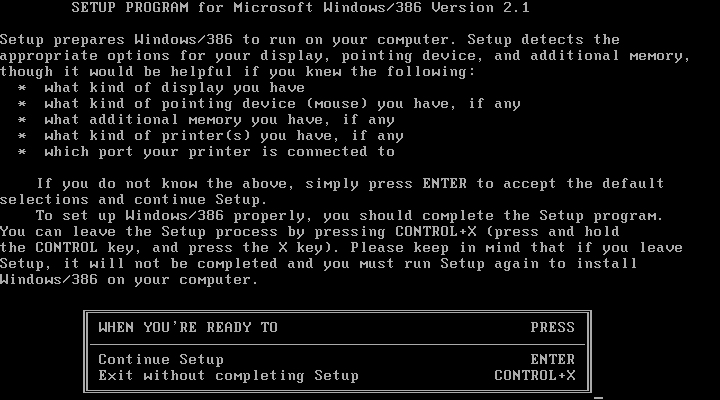 SETUP PROGRAM for Microsoft Windows/386 Version 2.1
Setup prepares Windows/386 to run on your computer. Setup detects the
appropriate options for your display, pointing device, and additional memory,
though it would be helpful if you knew the following:
* what kind of display you have
* what kind of pointing device (mouse) you have, if any
* what additional memory you have, if any
* what kind of printer(s) you have, if any
* which port your printer is connected to
If you do not know the above, simply press ENTER to accept the default
selections and continue Setup.
To set up Windows/386 properly, you should complete the Setup program.
You can leave the Setup process by pressing CONTROL+X (press and hold
the CONTROL key, and press the X key). Please keep in mind that if you leave
Setup, it will not be completed and you must run Setup again to install
Windows/386 on your computer.
WHEN YOU'RE READY TO PRESS
Continue Setup ENTER
Exit without completing Setup CONTROL+X